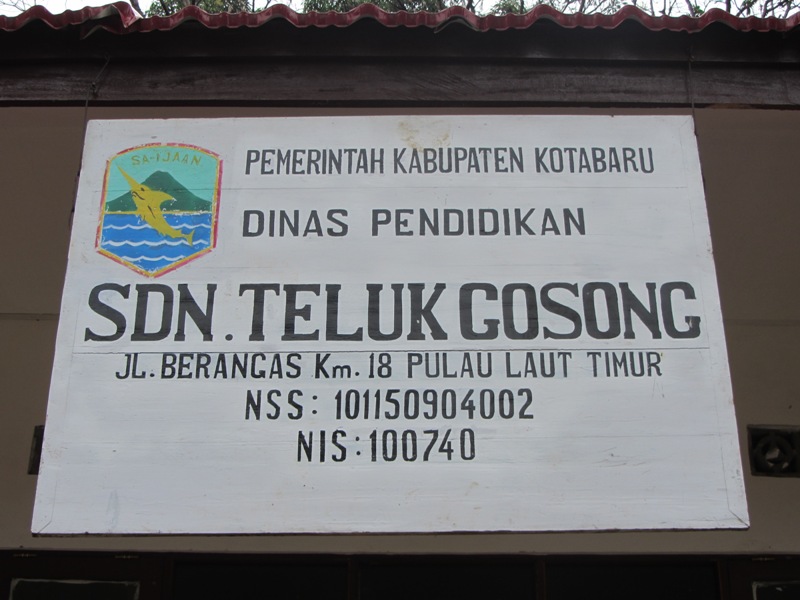 SA-IJAAN
PEMERINTAH KABUPATEN KOTABARU
DINAS PENDIDIKAN
SDN. TELUK GOSONG
JL. BERANGAS Km. 18 PULAU LAUT TIMUR
NSS: 101150904002
NIS: 100740